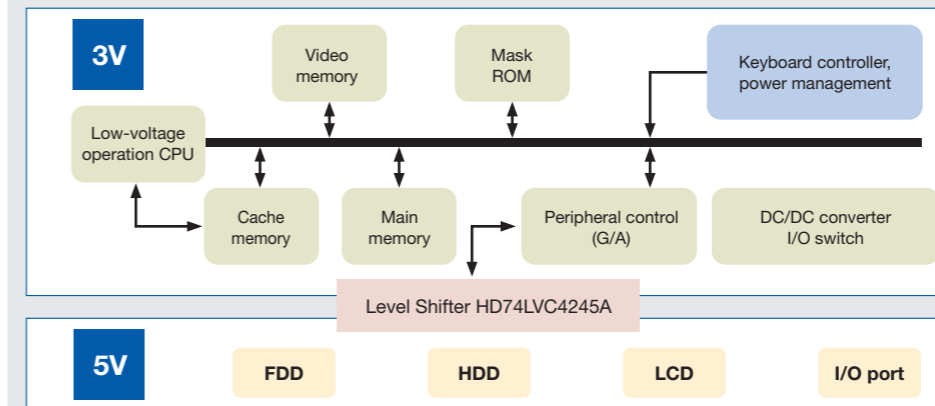 3V
Video
memory
Mask
ROM
Keyboard controller,
power management
Low-voltage
operation CPU
Cache
memory
Main
memory
Peripheral control
(G/A)
DC/DC converter
I/O switch
Level Shifter HD74LVC4245A
5V
FDD
HDD
LCD
I/O port